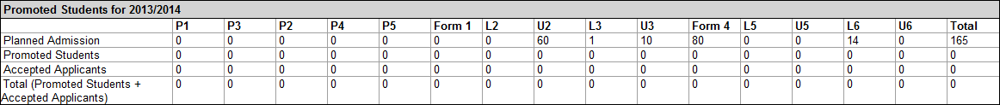 Promoted Students for 2013/2014
P1 P3 P2 P4 P5 Form 1 L2 U2 L3 U3 Form 4 L5 U5 L6 U6 Total
Planned Admission 0 0 0 0 0 0 0 60 1 10 80 0 0 14 0 165
Promoted Students 0 0 0 0 0 0 0 0 0 0 0 0 0 0 0 0
Accepted Applicants 0 0 0 0 0 0 0 0 0 0 0 0 0 0 0 0
Total (Promoted Students + 0 0 0 0 0 0 0 0 0 0 0 0 0 0 0 0
Accepted Applicants)